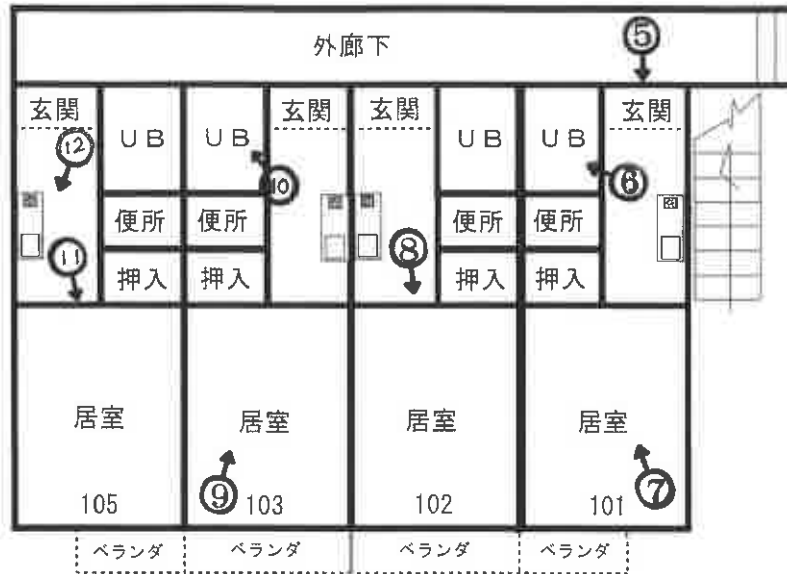 外廊下 ⑤
玄関 UB UB 玄関 玄関 UB UB 玄関
⑫ ⑩ ⑥
便所 便所 便所 便所
⑪ ⑧
押入 押入 押入 押入
居室 居室 居室 居室
⑨ ⑦
105 103 102 101
ベランダ ベランダ ベランダ ベランダ